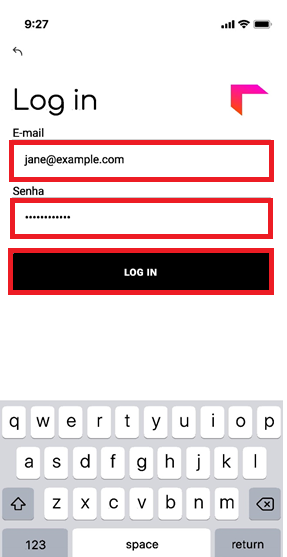 9:27
Log in
E-mail
jane@example.com
Senha
••••••••••••
LOG IN
q w e r t y u i o p
a s d f g h j k l
z x c v b n m
123 space return